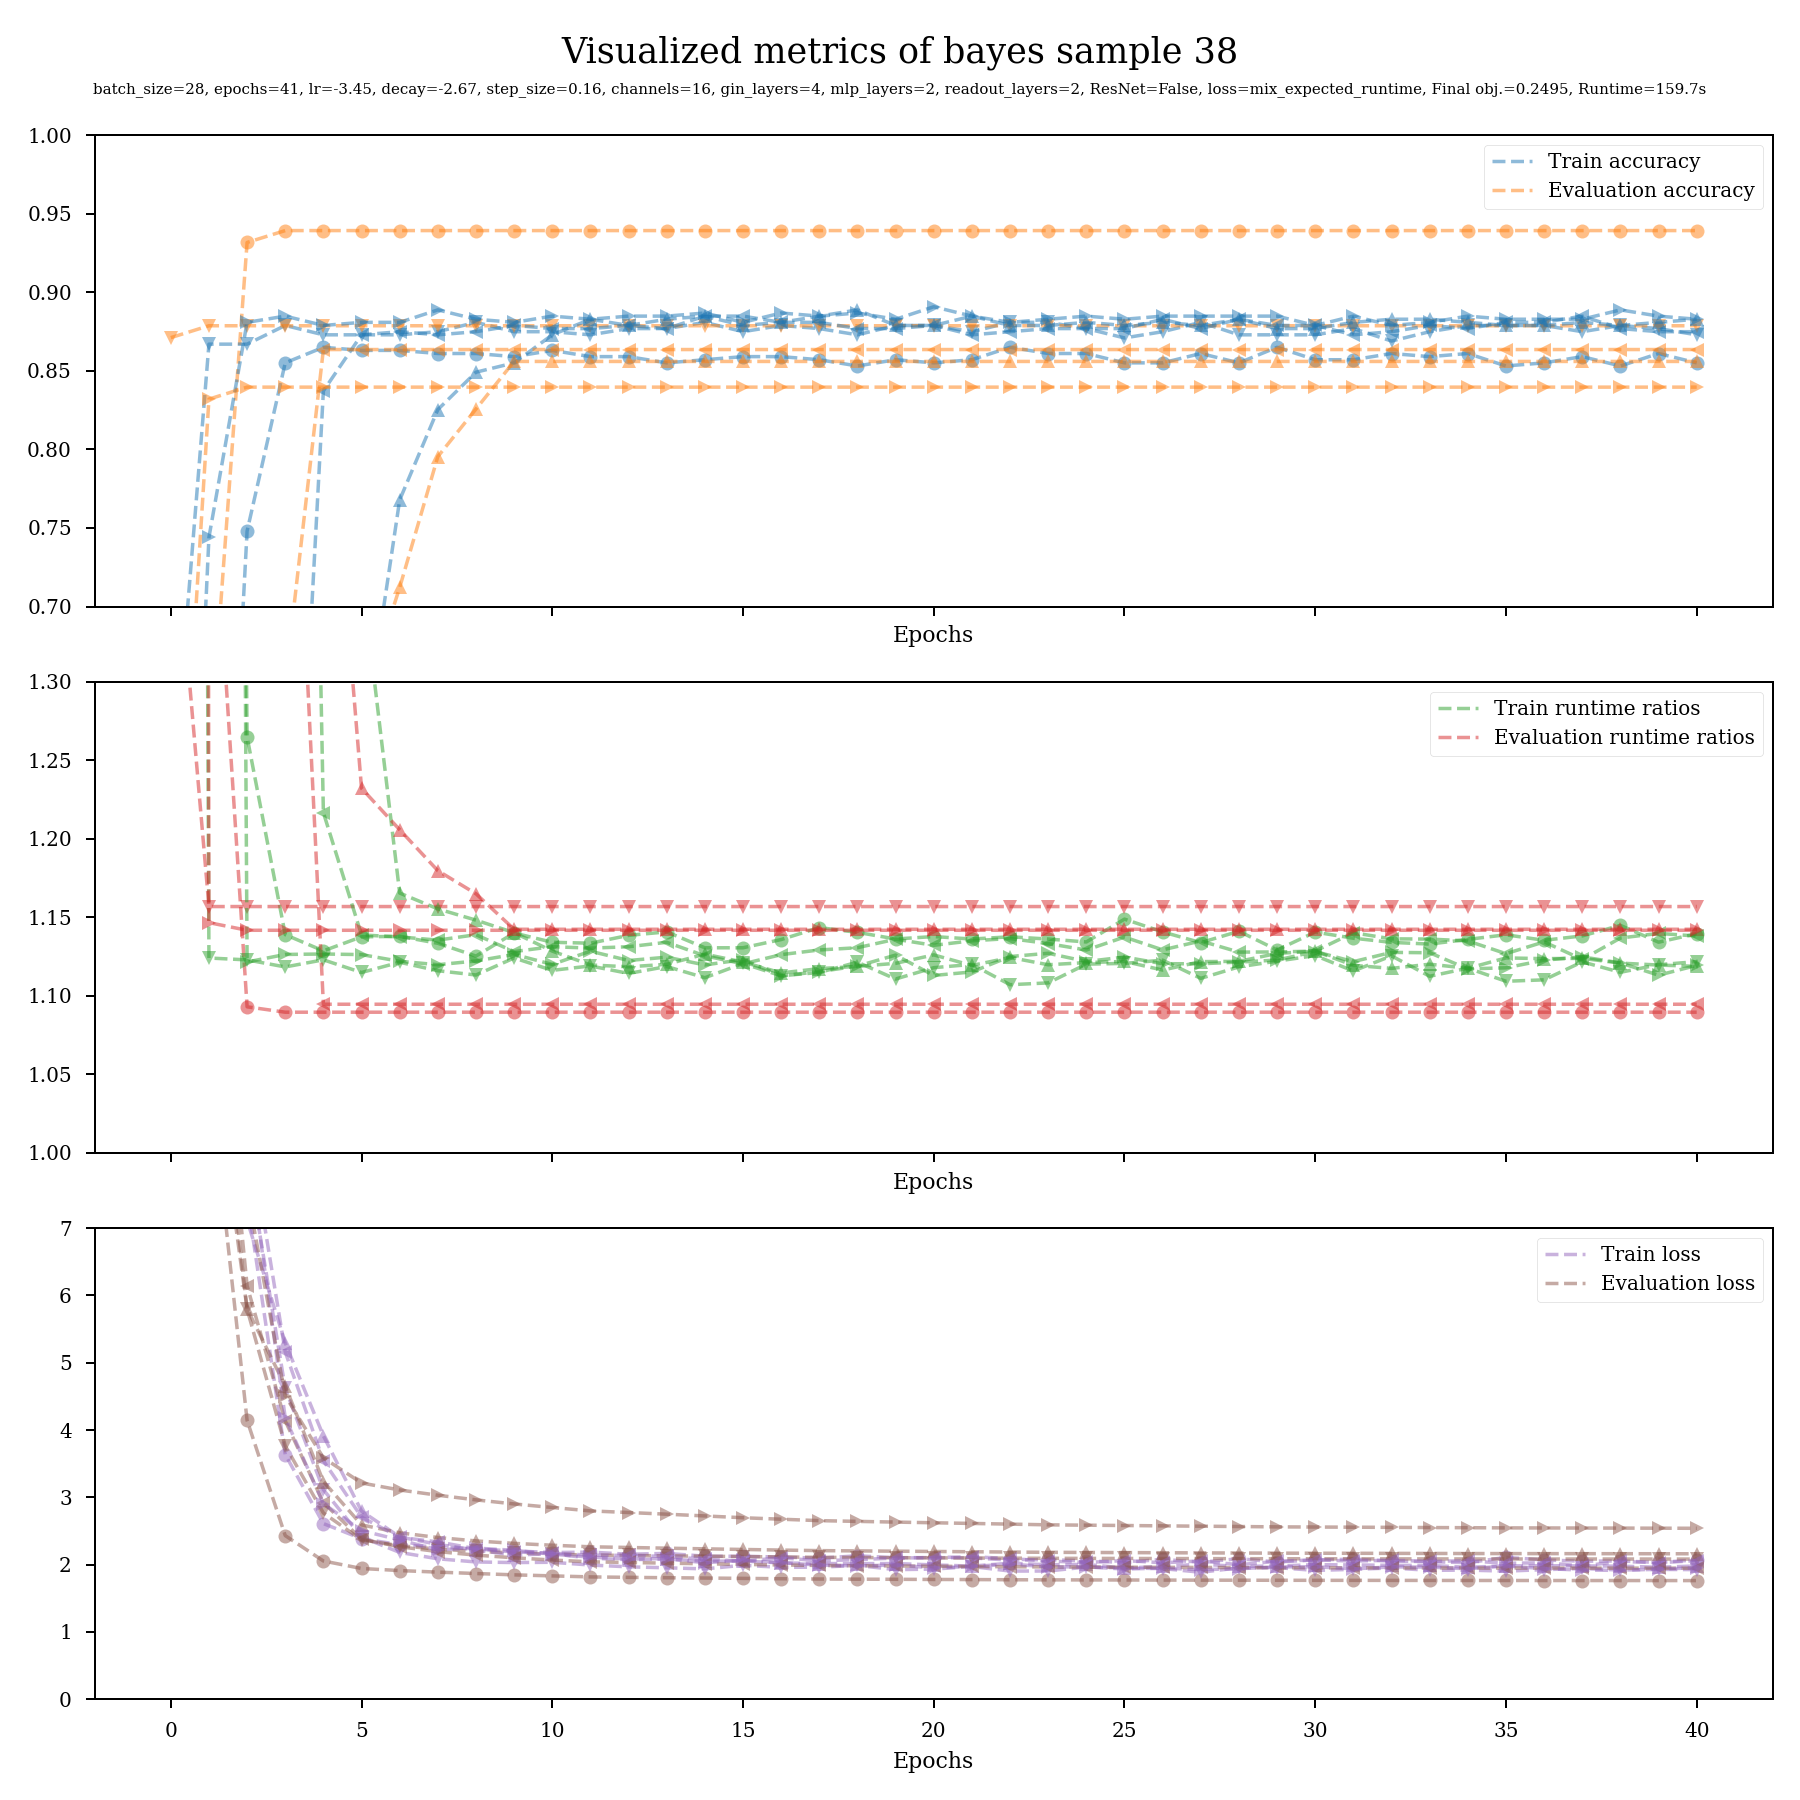 Visualized metrics of bayes sample 38
batch_size=28, epochs=41, lr=-3.45, decay=-2.67, step_size=0.16, channels=16, gin_layers=4, mlp_layers=2, readout_layers=2, ResNet=False, loss=mix_expected_runtime, Final obj.=0.2495, Runtime=159.7s
1.00
0.95
0.90
0.85
0.80
0.75
0.70
Train accuracy
Evaluation accuracy
Epochs
1.30
1.25
1.20
1.15
1.10
1.05
1.00
Train runtime ratios
Evaluation runtime ratios
Epochs
7
6
5
4
3
2
1
0
Train loss
Evaluation loss
0 5 10 15 20 25 30 35 40
Epochs